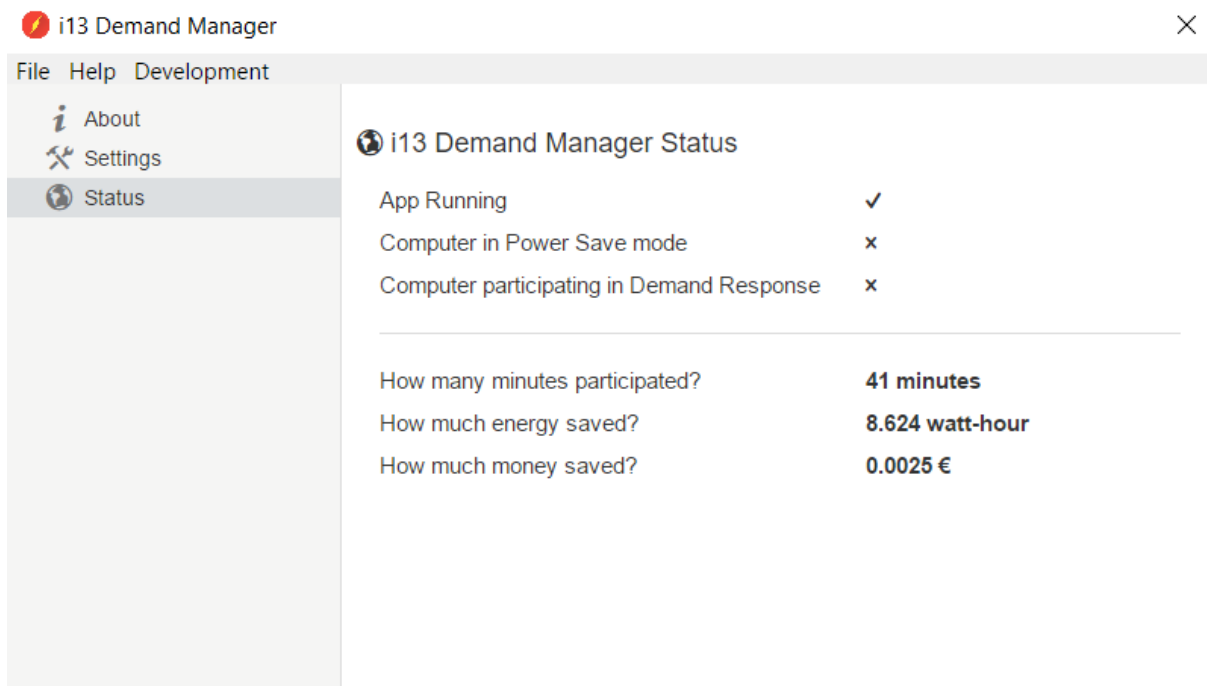 i13 Demand Manager
File Help Development
About
Settings
Status
i13 Demand Manager Status
App Running
Computer in Power Save mode
Computer participating in Demand Response
How many minutes participated? 41 minutes
How much energy saved? 8.624 watt-hour
How much money saved? 0.0025 €